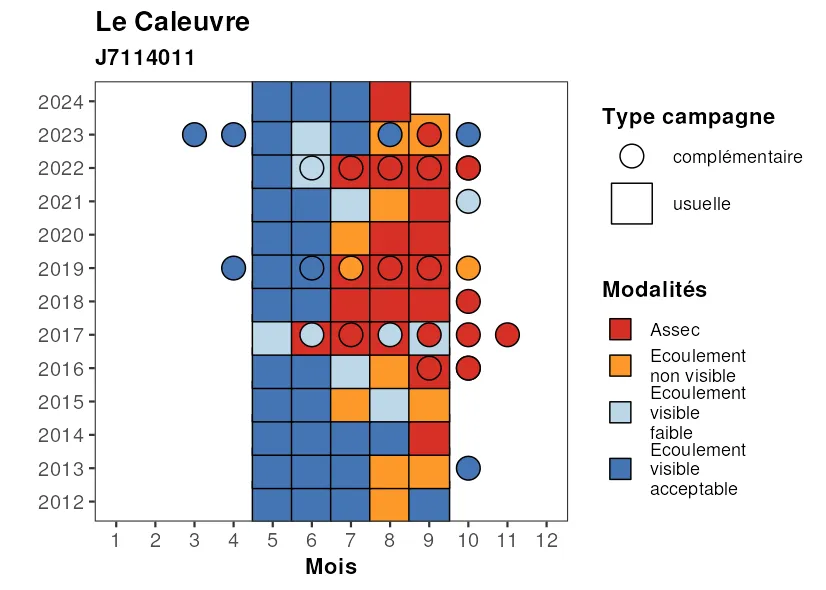 Le Caleuvre
J7114011
2024
2023
2022
2021
2020
2019
2018
2017
2016
2015
2014
2013
2012
1 2 3 4 5 6 7 8 9 10 11 12
Mois
Type campagne
complémentaire
usuelle
Modalités
Assec
Ecoulement
non visible
Ecoulement
visible
faible
Ecoulement
visible
acceptable